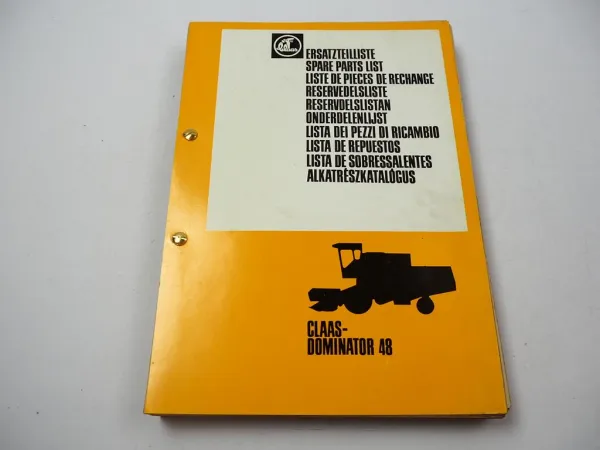 ERSATZTEILLISTE
SPARE PARTS LIST
LISTE DE PIECES DE RECHANGE
RESERVEDELSLISTE
RESERVDELSLISTAN
ONDERDELENLIJST
LISTA DEI PEZZI DI RICAMBIO
LISTA DE REPUESTOS
LISTA DE SOBRESSALENTES
ALKATRÉSZKATALÓGUS
CLAAS-
DOMINATOR 48